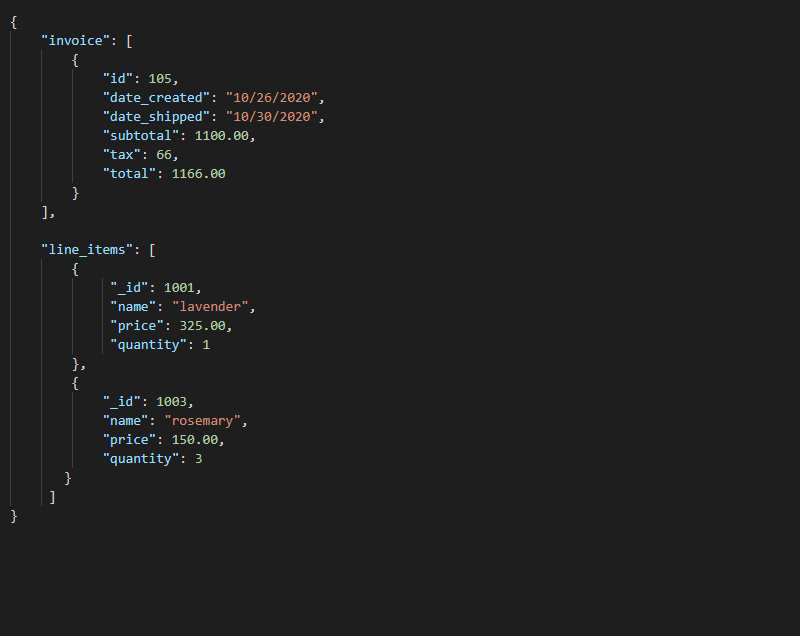 {
    "invoice": [
        {
            "id": 105,
            "date_created": "10/26/2020",
            "date_shipped": "10/30/2020",
            "subtotal": 1100.00,
            "tax": 66,
            "total": 1166.00
        }
    ],

    "line_items": [
        {
             "_id": 1001,
             "name": "lavender",
             "price": 325.00,
             "quantity": 1
        },
        {
            "_id": 1003,
            "name": "rosemary",
            "price": 150.00,
            "quantity": 3
       }
     ]
}